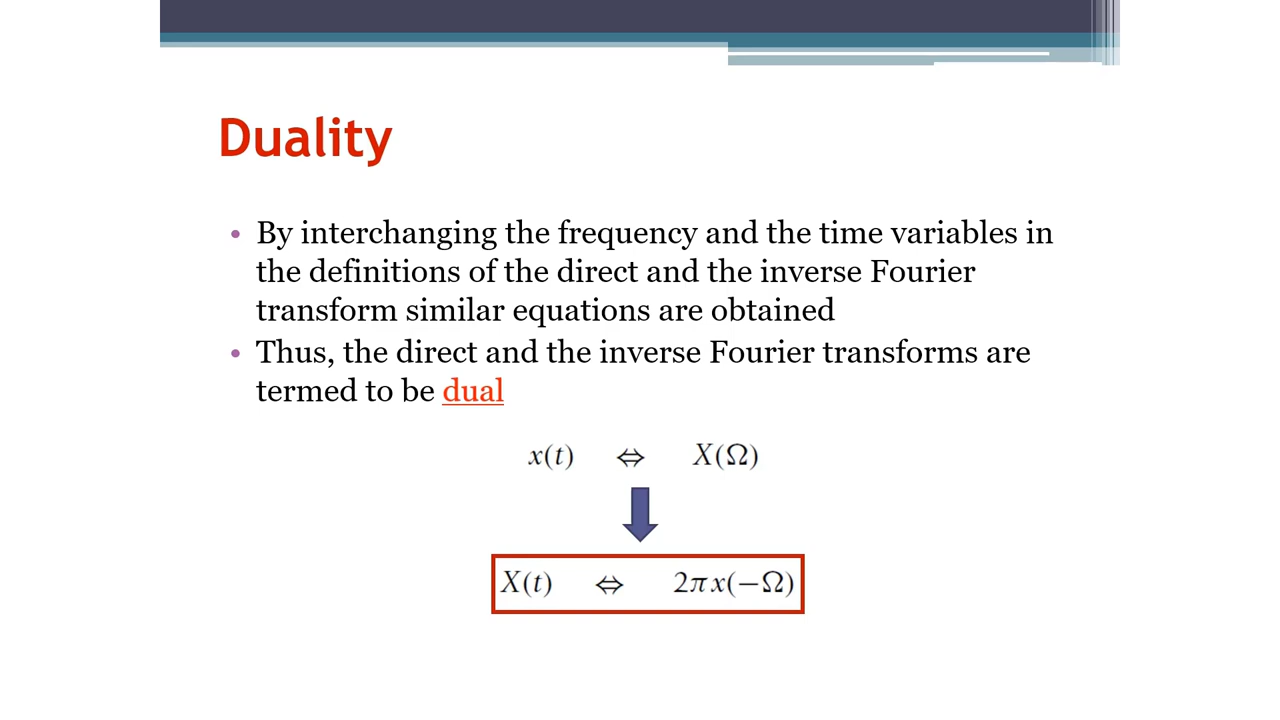 Duality
• By interchanging the frequency and the time variables in
the definitions of the direct and the inverse Fourier
transform similar equations are obtained
• Thus, the direct and the inverse Fourier transforms are
termed to be dual
x(t) ⇔ X(Ω)
X(t) ⇔ 2πx(−Ω)